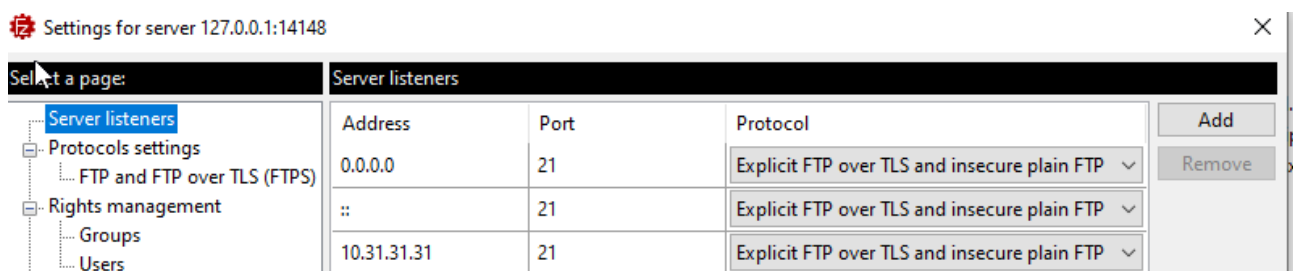 Settings for server 127.0.0.1:14148
Select a page:
Server listeners
Server listeners
Protocols settings
FTP and FTP over TLS (FTPS)
Rights management
Groups
Users
Address Port Protocol
0.0.0.0 21 Explicit FTP over TLS and insecure plain FTP
:: 21 Explicit FTP over TLS and insecure plain FTP
10.31.31.31 21 Explicit FTP over TLS and insecure plain FTP
Add
Remove